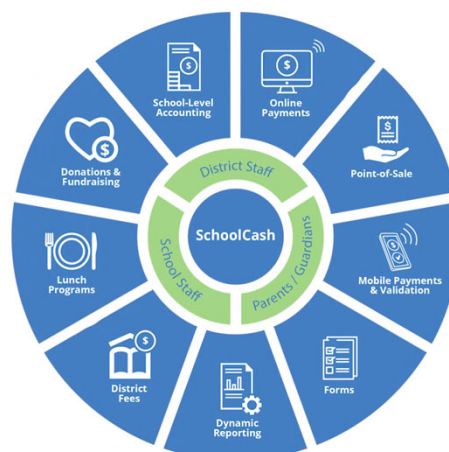 School-Level
Accounting
Online
Payments
Point-of-Sale
Mobile Payments
& Validation
Forms
Dynamic
Reporting
District
Fees
Lunch
Programs
Donations &
Fundraising
District Staff
Parents / Guardians
School Staff
SchoolCash
$
$
$
$
$
$